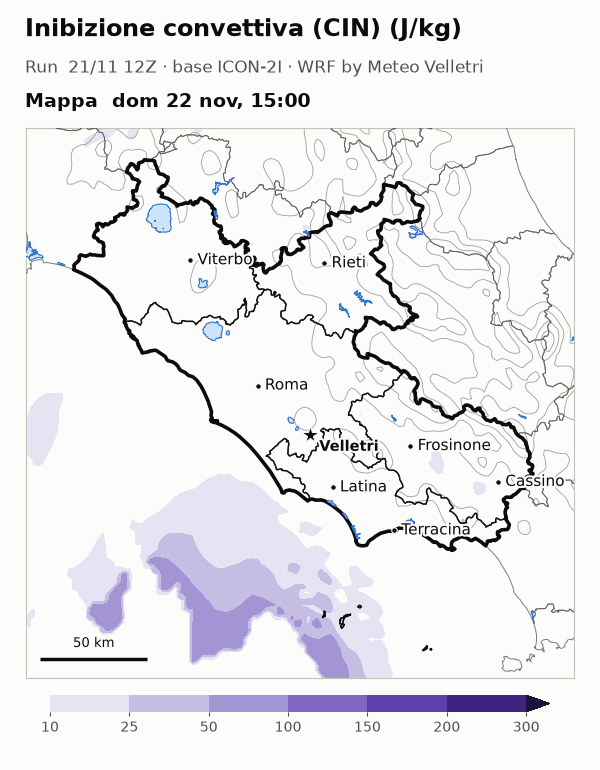 Inibizione convettiva (CIN) (J/kg)
Run 21/11 12Z · base ICON-2I · WRF by Meteo Velletri
Mappa dom 22 nov, 15:00
Viterbo
Rieti
Roma
Velletri
Frosinone
Latina
Cassino
Terracina
50 km
10 25 50 100 150 200 300